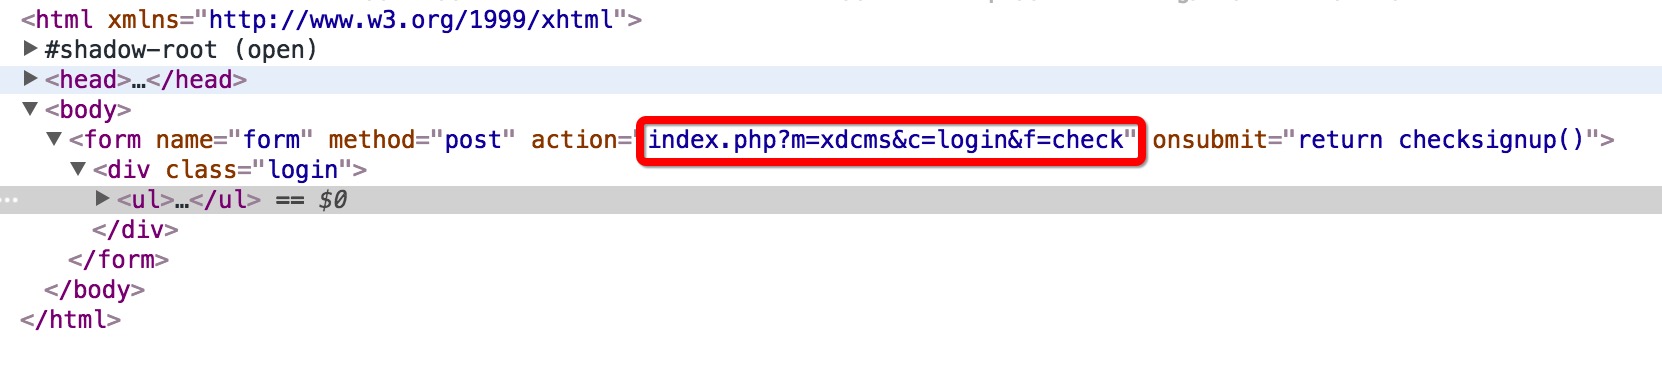 <html xmlns="http://www.w3.org/1999/xhtml">
▶#shadow-root (open)
▶<head>…</head>
▼<body>
▼<form name="form" method="post" action="index.php?m=xdcms&c=login&f=check" onsubmit="return checksignup()">
▼<div class="login">
… ▶<ul>…</ul> == $0
</div>
</form>
</body>
</html>